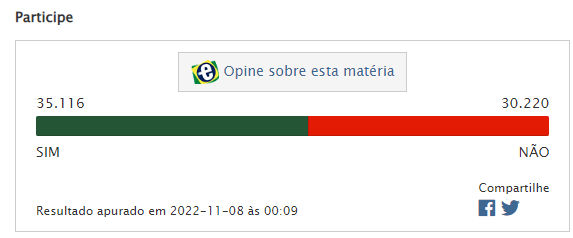 Participe
Opine sobre esta matéria
35.116 30.220
SIM NÃO
Compartilhe
Resultado apurado em 2022-11-08 às 00:09